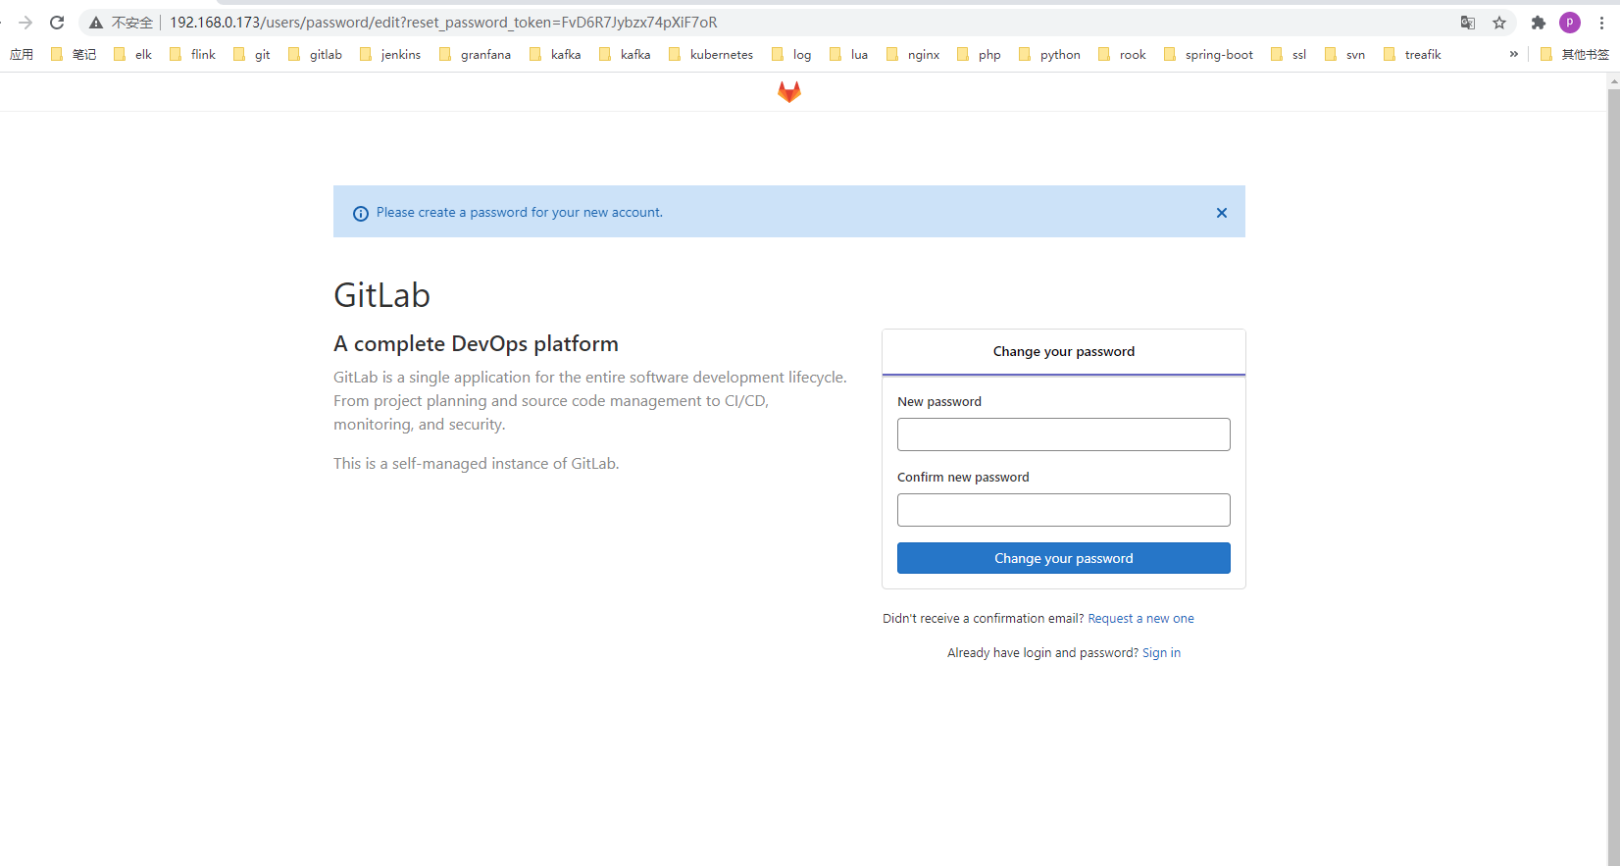 不安全 192.168.0.173/users/password/edit?reset_password_token=FvD6R7Jybzx74pXiF7oR P
应用 笔记 elk flink git gitlab jenkins granfana kafka kafka kubernetes log lua nginx php python rook spring-boot ssl svn treafik » 其他书签
Please create a password for your new account.
GitLab
A complete DevOps platform
GitLab is a single application for the entire software development lifecycle.
From project planning and source code management to CI/CD,
monitoring, and security.
This is a self-managed instance of GitLab.
Change your password
New password
Confirm new password
Change your password
Didn't receive a confirmation email? Request a new one
Already have login and password? Sign in